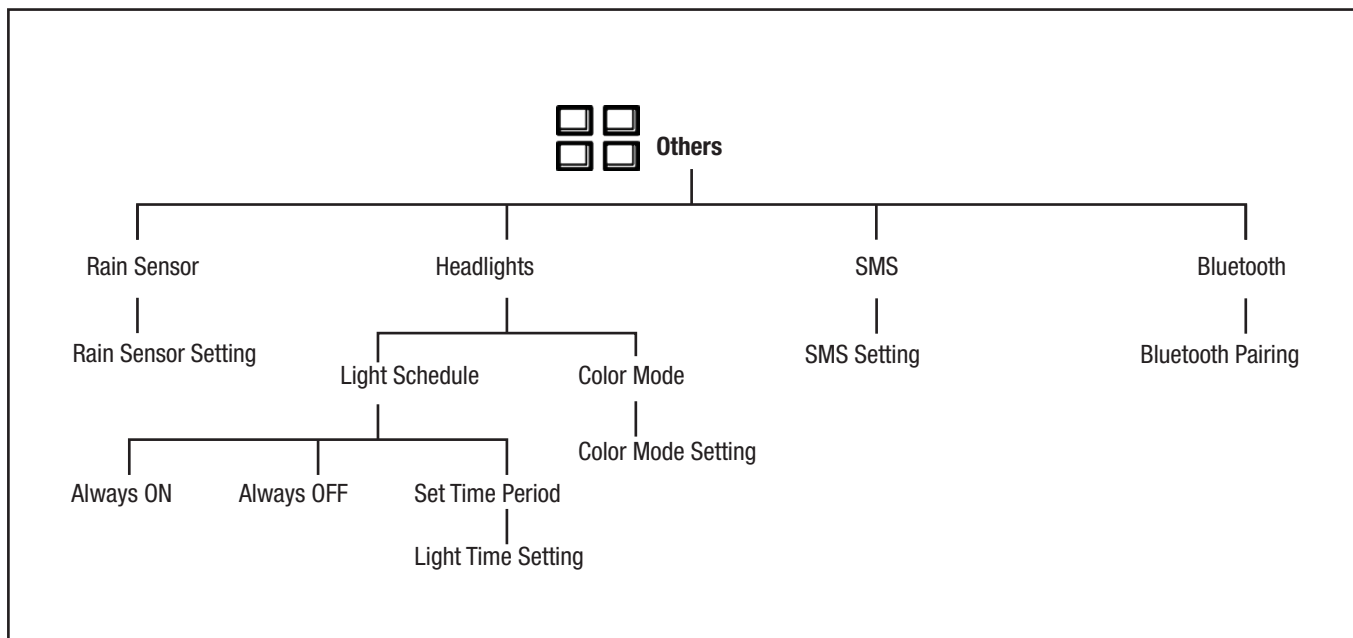 Others
Rain Sensor
Headlights
SMS
Bluetooth
Rain Sensor Setting
SMS Setting
Bluetooth Pairing
Light Schedule
Color Mode
Color Mode Setting
Always ON
Always OFF
Set Time Period
Light Time Setting